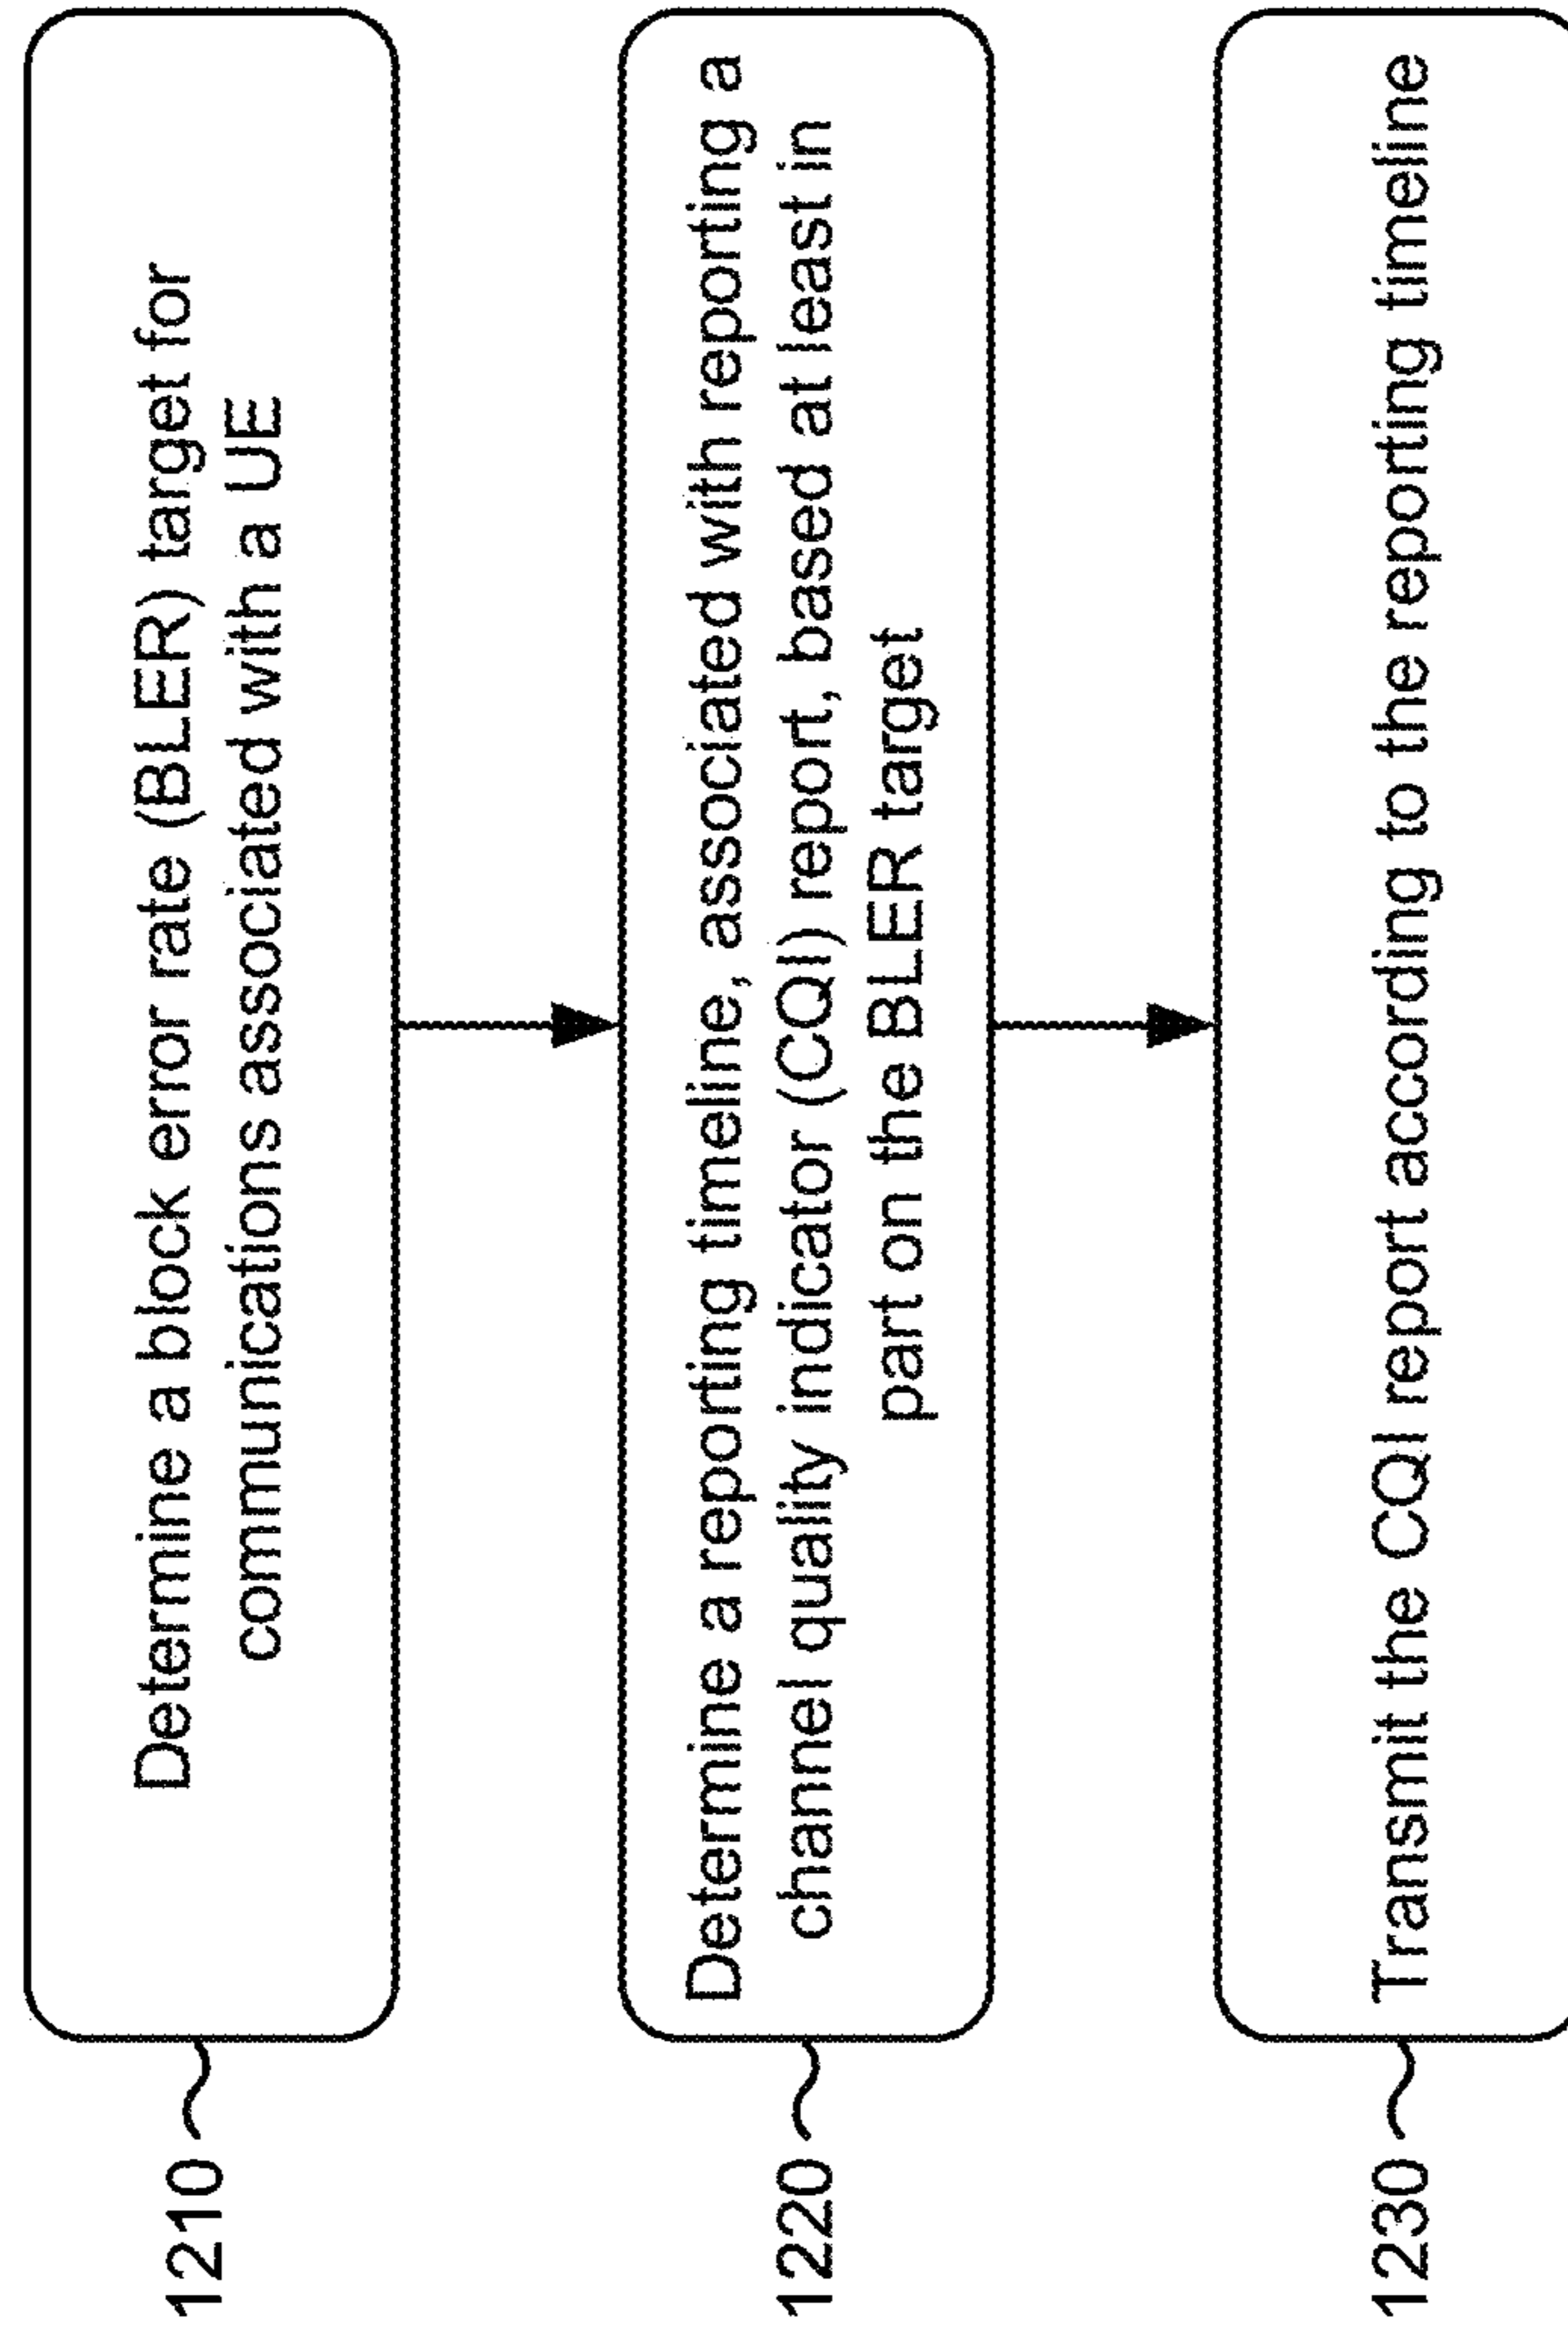 1210
Determine a block error rate (BLER) target for
communications associated with a UE
1220
Determine a reporting timeline, associated with reporting a
channel quality indicator (CQI) report, based at least in
part on the BLER target
1230
Transmit the CQI report according to the reporting timeline